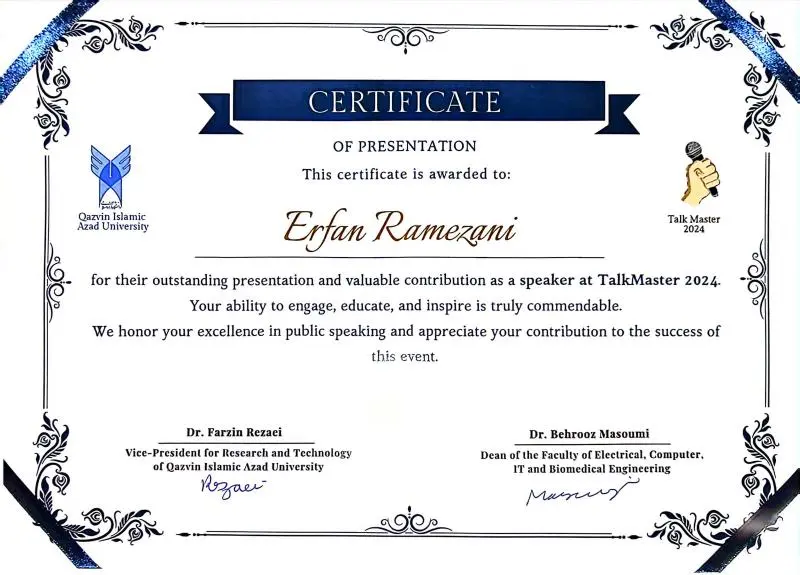 CERTIFICATE
OF PRESENTATION
This certificate is awarded to:
Qazvin Islamic
Azad University
Talk Master
2024
Erfan Ramezani
for their outstanding presentation and valuable contribution as a speaker at TalkMaster 2024.
Your ability to engage, educate, and inspire is truly commendable.
We honor your excellence in public speaking and appreciate your contribution to the success of
this event.
Dr. Farzin Rezaei
Vice-President for Research and Technology
of Qazvin Islamic Azad University
Rezaei
Dr. Behrooz Masoumi
Dean of the Faculty of Electrical, Computer,
IT and Biomedical Engineering